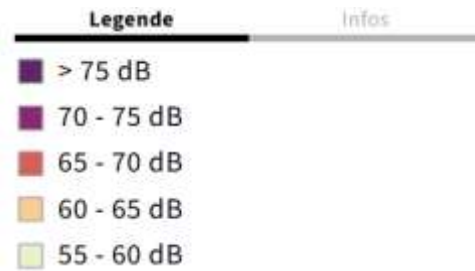 Legende Infos
> 75 dB
70 - 75 dB
65 - 70 dB
60 - 65 dB
55 - 60 dB